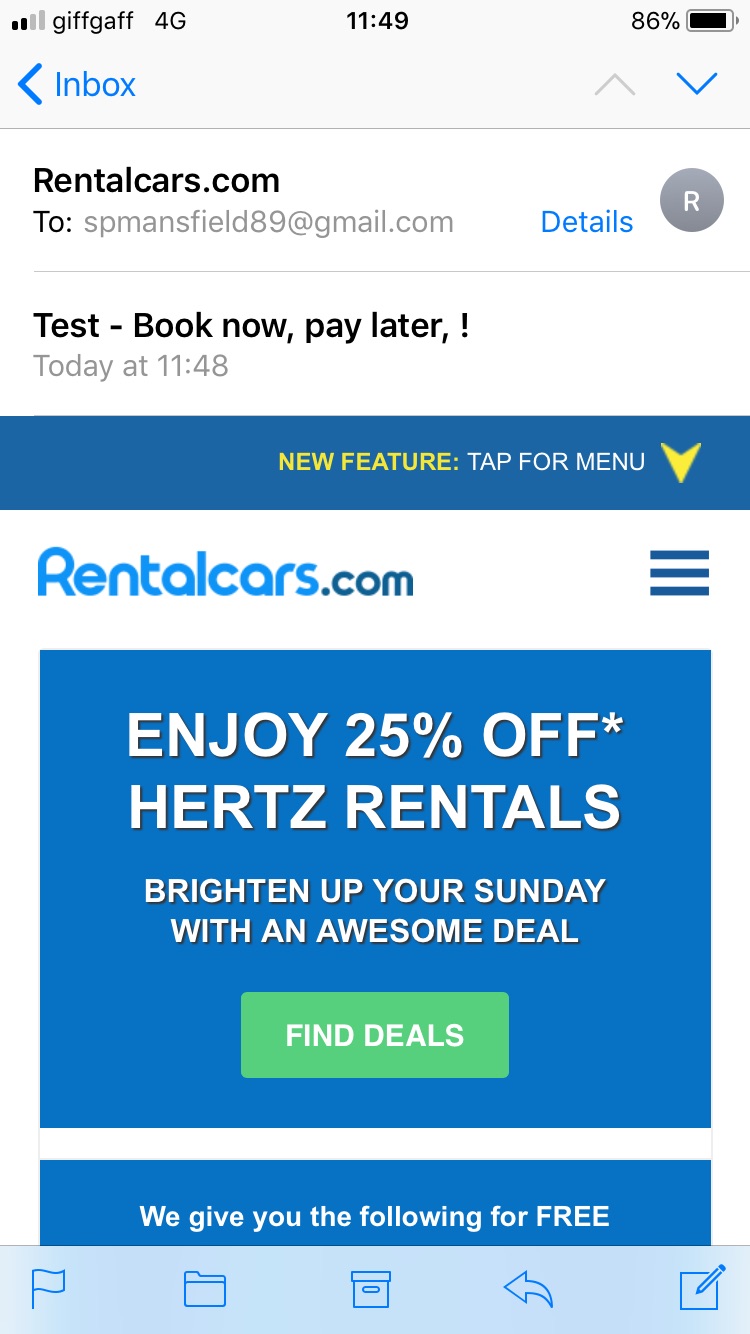 giffgaff 4G 11:49 86%
Inbox
Rentalcars.com
R
To: spmansfield89@gmail.com Details
Test - Book now, pay later, !
Today at 11:48
NEW FEATURE: TAP FOR MENU
Rentalcars.com
ENJOY 25% OFF*
HERTZ RENTALS
BRIGHTEN UP YOUR SUNDAY
WITH AN AWESOME DEAL
FIND DEALS
We give you the following for FREE